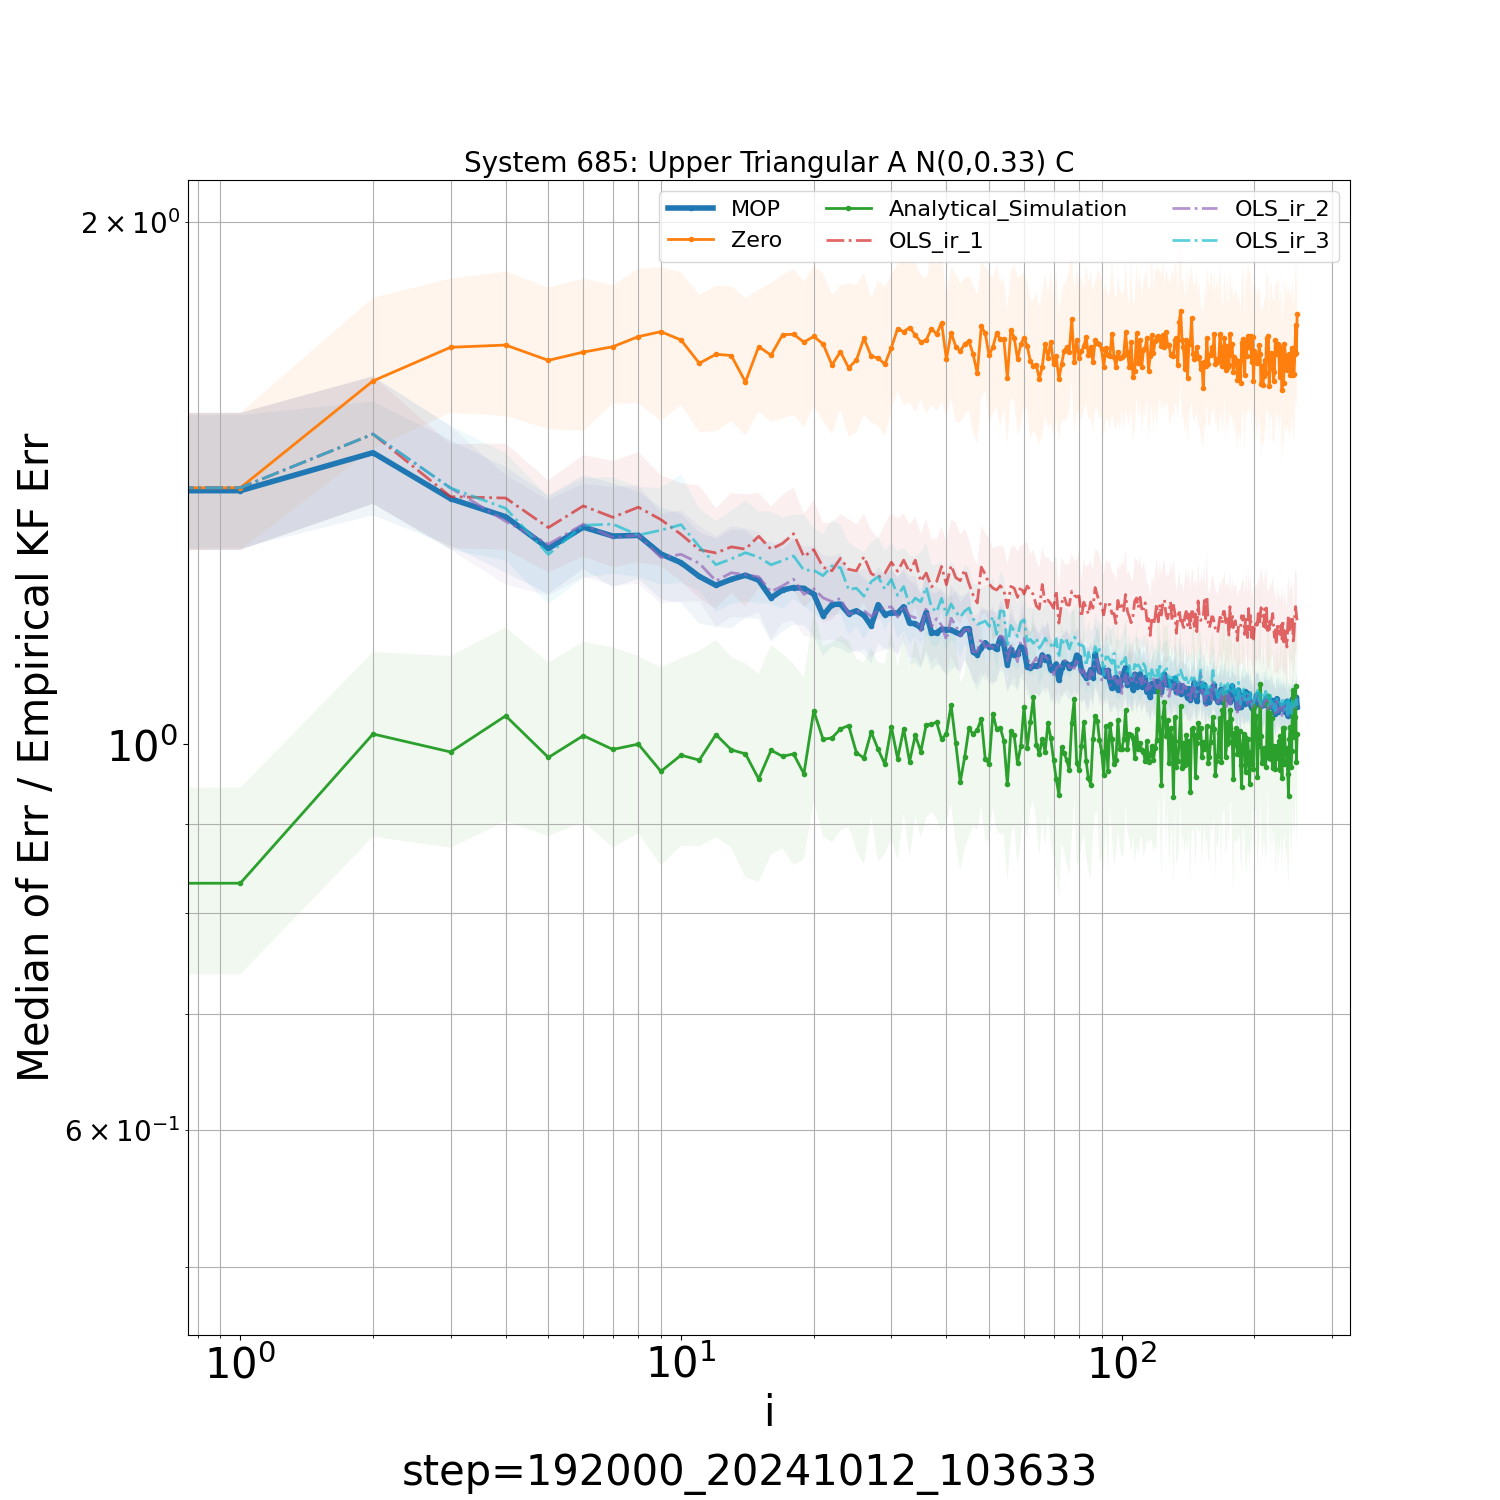 System 685: Upper Triangular A N(0,0.33) C
MOP
Zero
Analytical_Simulation
OLS_ir_1
OLS_ir_2
OLS_ir_3
Median of Err / Empirical KF Err
2 × 10⁰
10⁰
6 × 10⁻¹
10⁰ 10¹ 10²
i
step=192000_20241012_103633